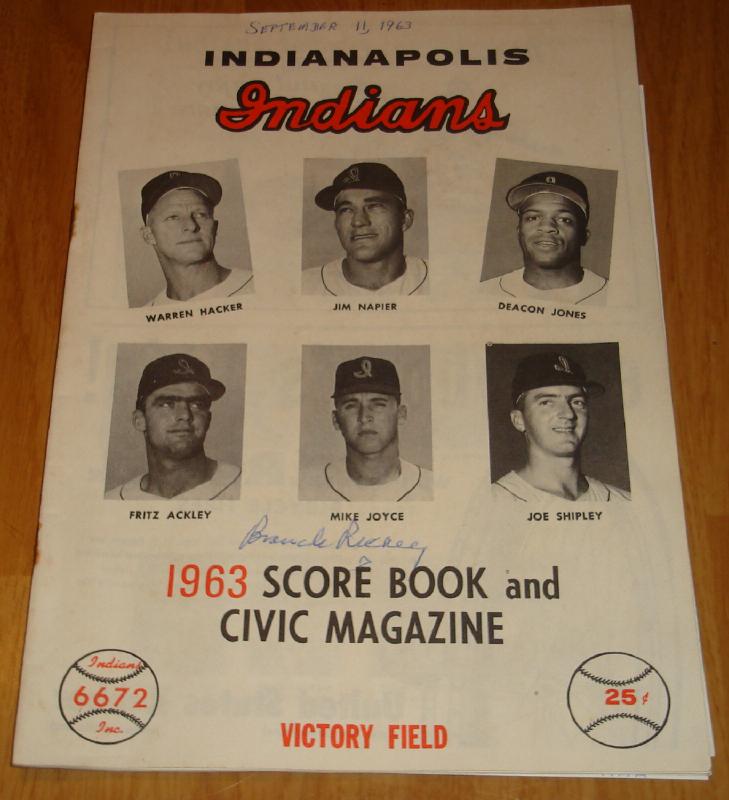 September 11, 1963
INDIANAPOLIS
Indians
WARREN HACKER
JIM NAPIER
DEACON JONES
FRITZ ACKLEY
MIKE JOYCE
JOE SHIPLEY
Branch Rickey
1963 SCORE BOOK and
CIVIC MAGAZINE
Indians
6672
Inc.
25¢
VICTORY FIELD